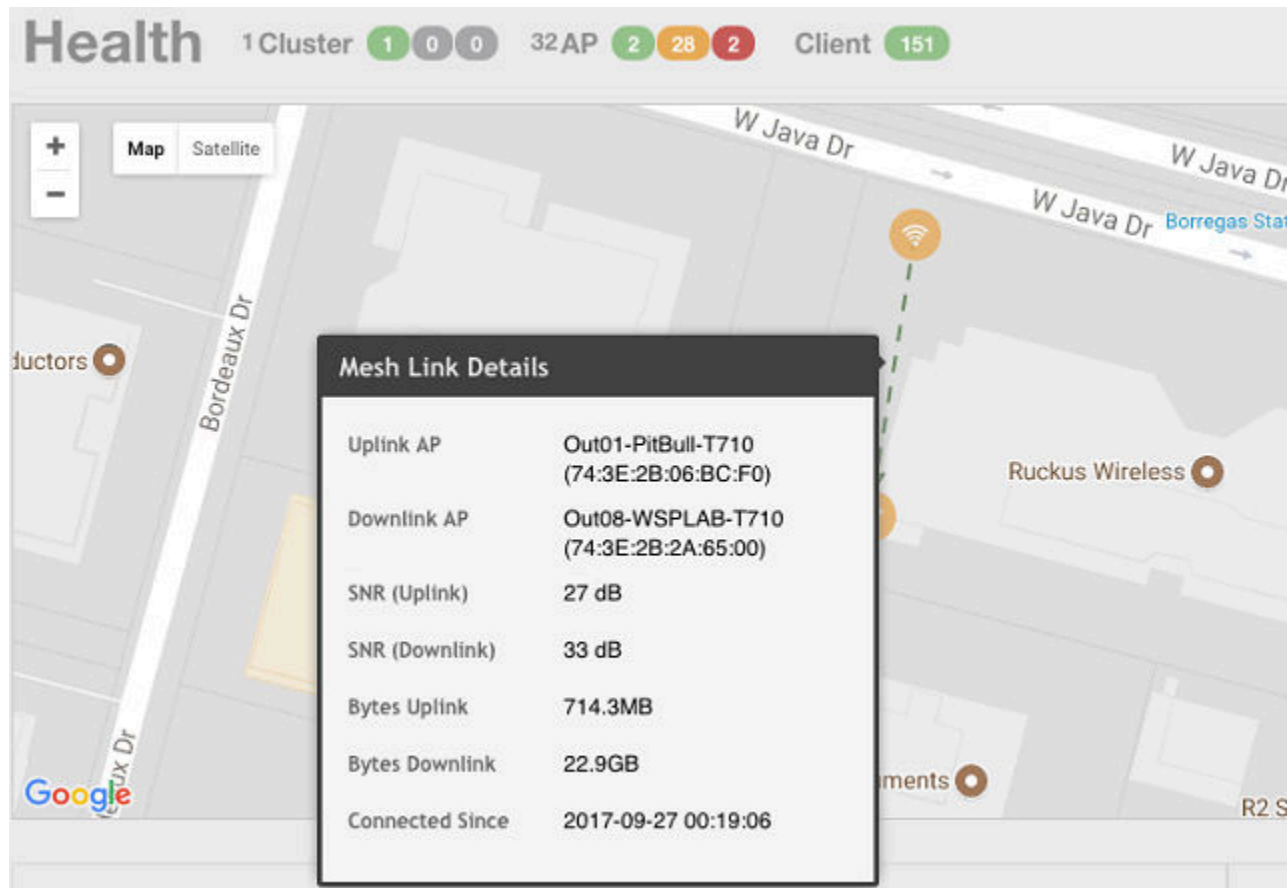 Health 1 Cluster 1 0 0 32 AP 2 28 2 Client 151
+
Map Satellite
−
W Java Dr
W Java Dr
W Java Dr
Borregas Stat
Bordeaux Dr
ductors
Mesh Link Details
Uplink AP Out01-PitBull-T710
(74:3E:2B:06:BC:F0)
Downlink AP Out08-WSPLAB-T710
(74:3E:2B:2A:65:00)
SNR (Uplink) 27 dB
SNR (Downlink) 33 dB
Bytes Uplink 714.3MB
Bytes Downlink 22.9GB
Connected Since 2017-09-27 00:19:06
Ruckus Wireless
ux Dr
Google
ments
R2 S